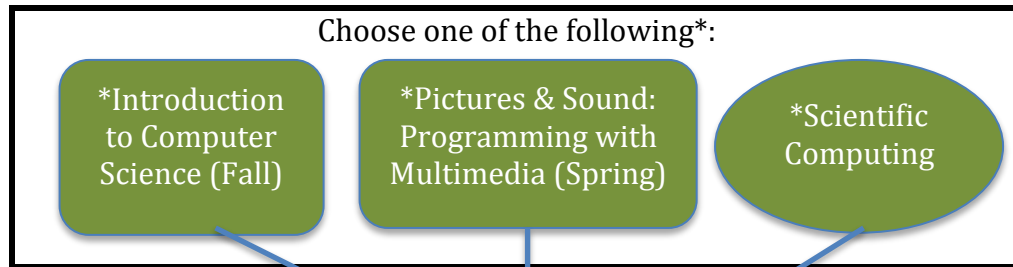 Choose one of the following*:
*Introduction
to Computer
Science (Fall)
*Pictures & Sound:
Programming with
Multimedia (Spring)
*Scientific
Computing